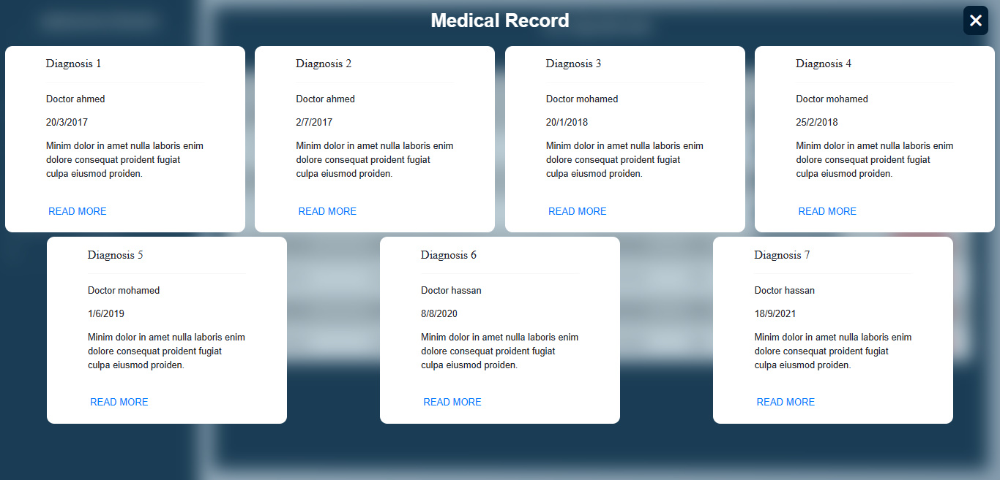 Medical Record
Diagnosis 1
Doctor ahmed
20/3/2017
Minim dolor in amet nulla laboris enim
dolore consequat proident fugiat
culpa eiusmod proiden.
READ MORE
Diagnosis 2
Doctor ahmed
2/7/2017
Minim dolor in amet nulla laboris enim
dolore consequat proident fugiat
culpa eiusmod proiden.
READ MORE
Diagnosis 3
Doctor mohamed
20/1/2018
Minim dolor in amet nulla laboris enim
dolore consequat proident fugiat
culpa eiusmod proiden.
READ MORE
Diagnosis 4
Doctor mohamed
25/2/2018
Minim dolor in amet nulla laboris enim
dolore consequat proident fugiat
culpa eiusmod proiden.
READ MORE
Diagnosis 5
Doctor mohamed
1/6/2019
Minim dolor in amet nulla laboris enim
dolore consequat proident fugiat
culpa eiusmod proiden.
READ MORE
Diagnosis 6
Doctor hassan
8/8/2020
Minim dolor in amet nulla laboris enim
dolore consequat proident fugiat
culpa eiusmod proiden.
READ MORE
Diagnosis 7
Doctor hassan
18/9/2021
Minim dolor in amet nulla laboris enim
dolore consequat proident fugiat
culpa eiusmod proiden.
READ MORE